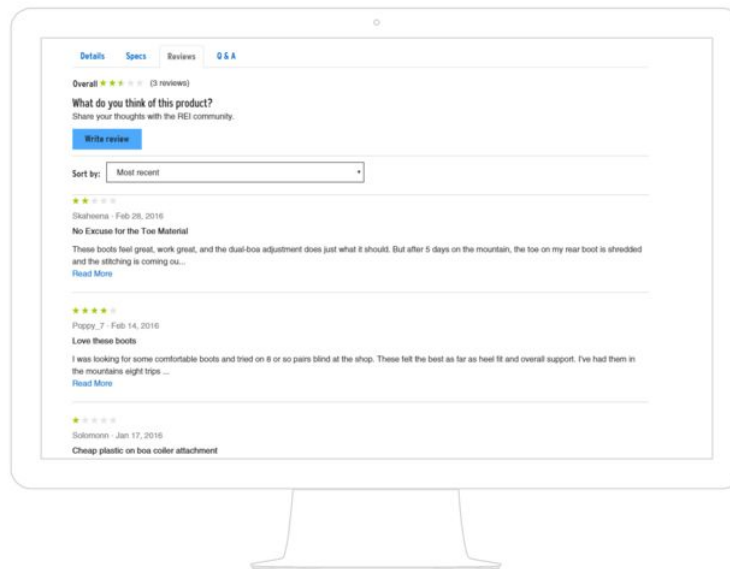 Details Specs Reviews Q & A
Overall (3 reviews)
What do you think of this product?
Share your thoughts with the REI community.
Write review
Sort by: Most recent
Skaheena - Feb 28, 2016
No Excuse for the Toe Material
These boots feel great, work great, and the dual-boa adjustment does just what it should. But after 5 days on the mountain, the toe on my rear boot is shredded
and the stitching is coming ou...
Read More
Poppy_7 - Feb 14, 2016
Love these boots
I was looking for some comfortable boots and tried on 8 or so pairs blind at the shop. These felt the best as far as heel fit and overall support. I've had them in
the mountains eight trips ...
Read More
Solomonn - Jan 17, 2016
Cheap plastic on boa coiler attachment